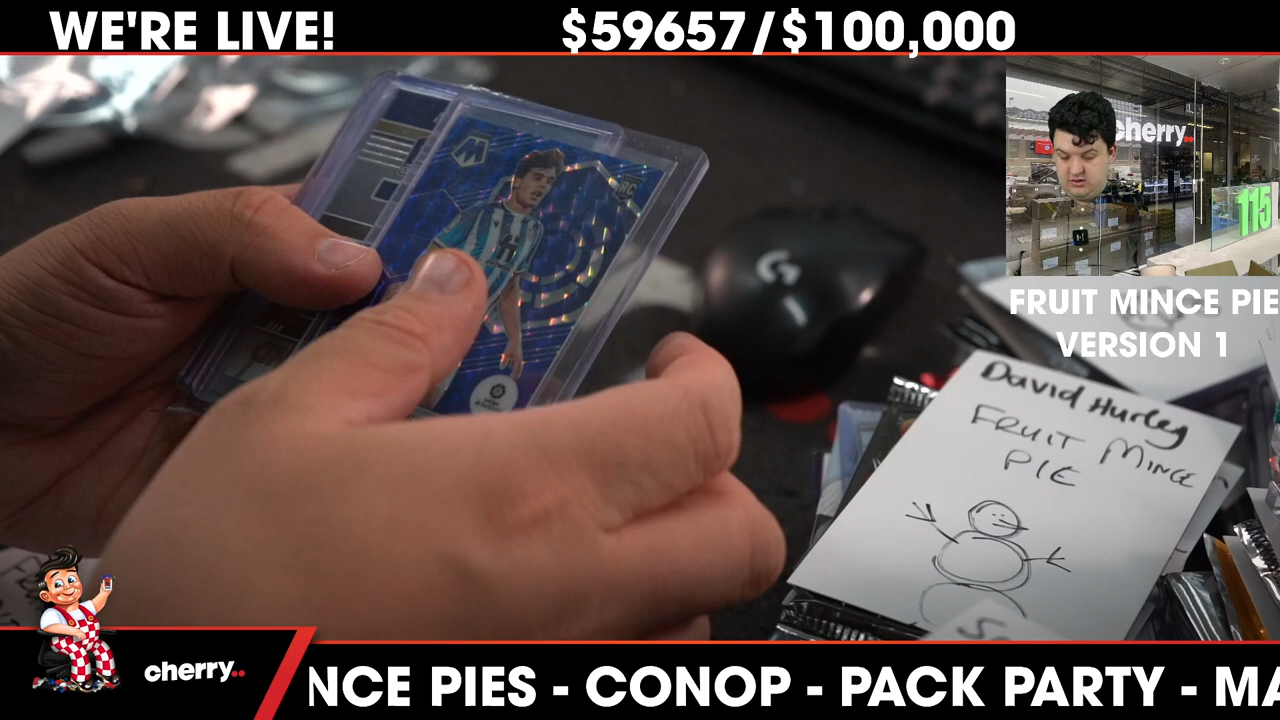 WE'RE LIVE!
$59657/$100,000
cherry..
115
FRUIT MINCE PIE
VERSION 1
RC
David Hurley
FRUIT MINCE
PIE
cherry..
NCE PIES - CONOP - PACK PARTY - MA